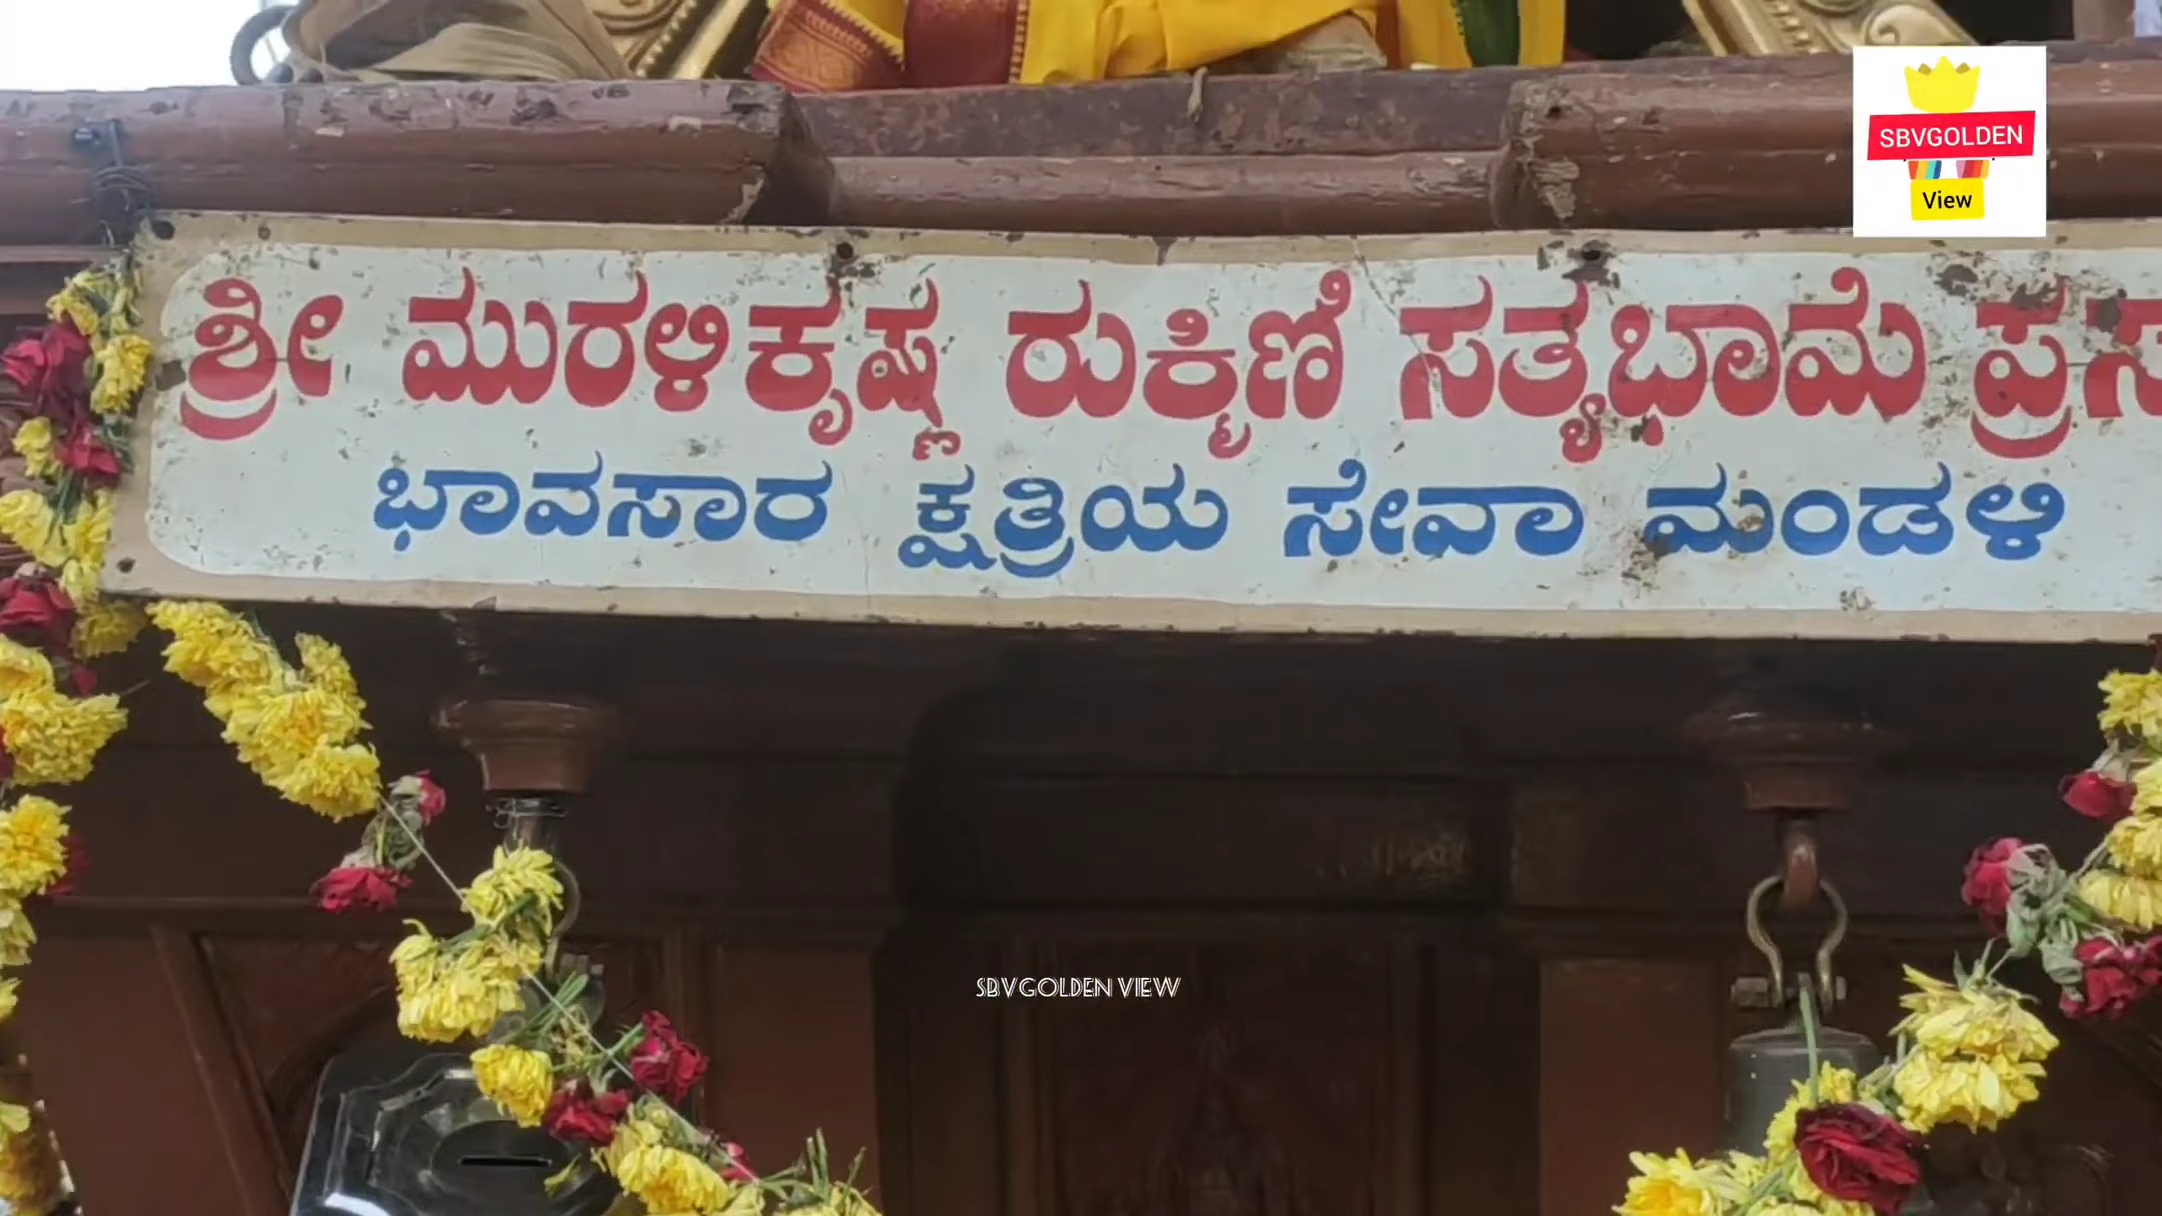 SBVGOLDEN
View
ಶ್ರೀ ಮುರಳಿಕೃಷ್ಣ ರುಕ್ಮಿಣಿ ಸತ್ಯಭಾಮೆ
ಭಾವಸಾರ ಕ್ಷತ್ರಿಯ ಸೇವಾ ಮಂಡಳಿ
SBVGOLDEN VIEW